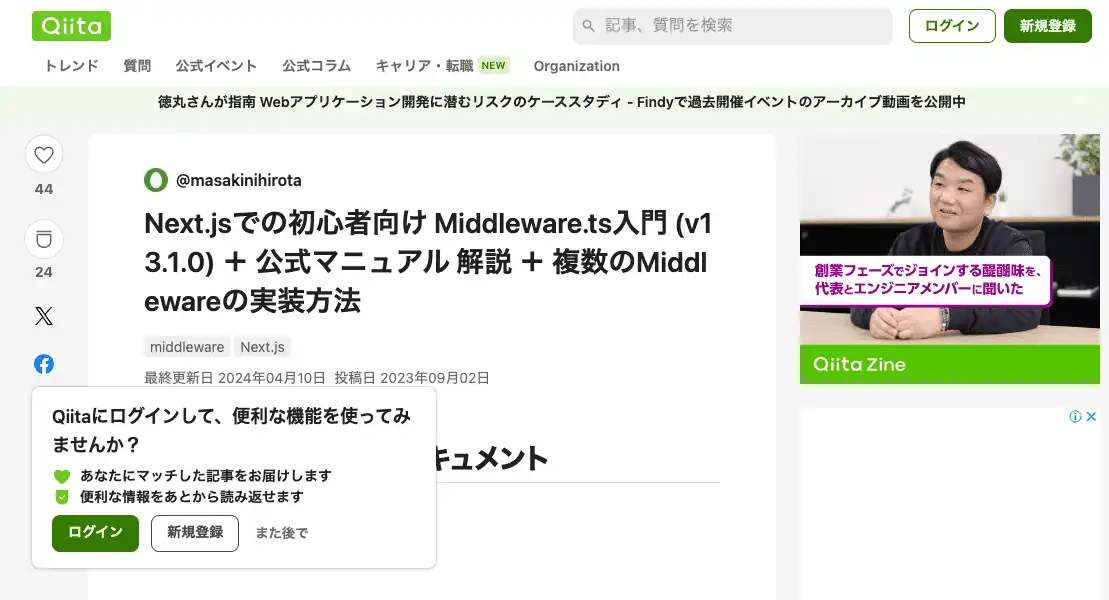 Qiita
記事、質問を検索
ログイン
新規登録
トレンド 質問 公式イベント 公式コラム キャリア・転職 NEW Organization
徳丸さんが指南 Webアプリケーション開発に潜むリスクのケーススタディ - Findyで過去開催イベントのアーカイブ動画を公開中
44
24
@masakinihirota
Next.jsでの初心者向け Middleware.ts入門 (v1
3.1.0) ＋ 公式マニュアル 解説 ＋ 複数のMiddl
ewareの実装方法
middleware Next.js
最終更新日 2024年04月10日 投稿日 2023年09月02日
キュメント
Qiitaにログインして、便利な機能を使ってみ
ませんか？
あなたにマッチした記事をお届けします
便利な情報をあとから読み返せます
ログイン 新規登録 また後で
創業フェーズでジョインする醍醐味を、
代表とエンジニアメンバーに聞いた
Qiita Zine